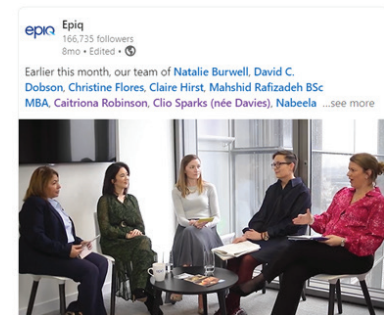 epiq
Epiq
166,735 followers
8mo • Edited •
Earlier this month, our team of Natalie Burwell, David C.
Dobson, Christine Flores, Claire Hirst, Mahshid Rafizadeh BSc
MBA, Caitriona Robinson, Clio Sparks (née Davies), Nabeela ...see more